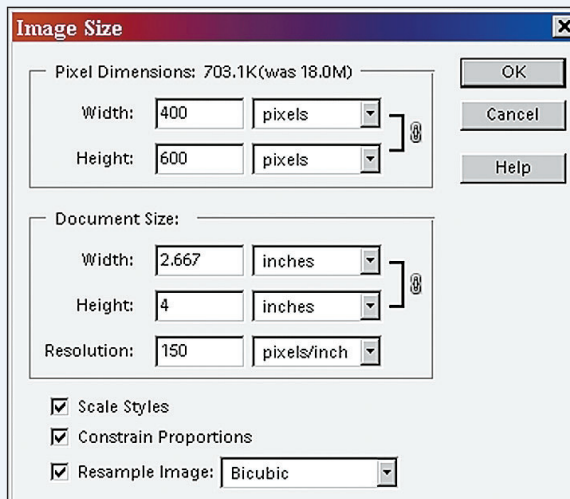 Image Size
Pixel Dimensions: 703.1K(was 18.0M)
OK
Width: 400 pixels
Cancel
Height: 600 pixels
Help
Document Size:
Width: 2.667 inches
Height: 4 inches
Resolution: 150 pixels/inch
Scale Styles
Constrain Proportions
Resample Image: Bicubic